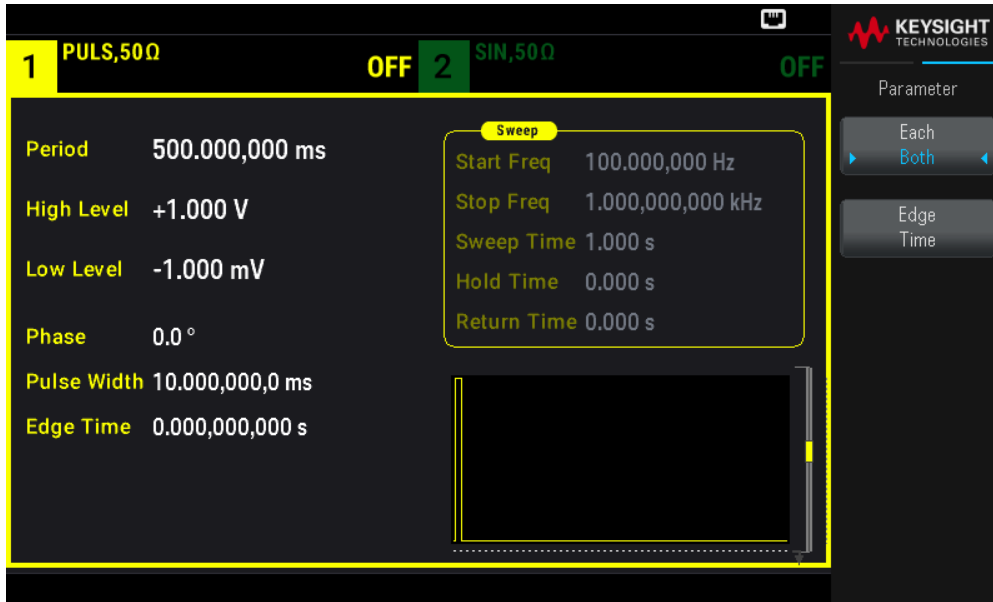 KEYSIGHT
TECHNOLOGIES
1 PULS,50Ω OFF
2 SIN,50Ω OFF
Parameter
Each
Both
Edge
Time
Period 500.000,000 ms
High Level +1.000 V
Low Level -1.000 mV
Phase 0.0 °
Pulse Width 10.000,000,0 ms
Edge Time 0.000,000,000 s
Sweep
Start Freq 100.000,000 Hz
Stop Freq 1.000,000,000 kHz
Sweep Time 1.000 s
Hold Time 0.000 s
Return Time 0.000 s